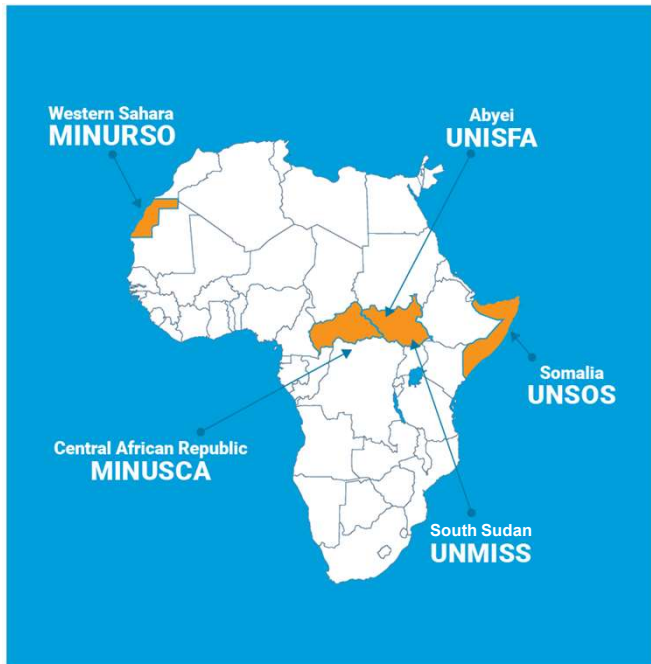 Western Sahara
MINURSO
Abyei
UNISFA
Somalia
UNSOS
Central African Republic
MINUSCA
South Sudan
UNMISS